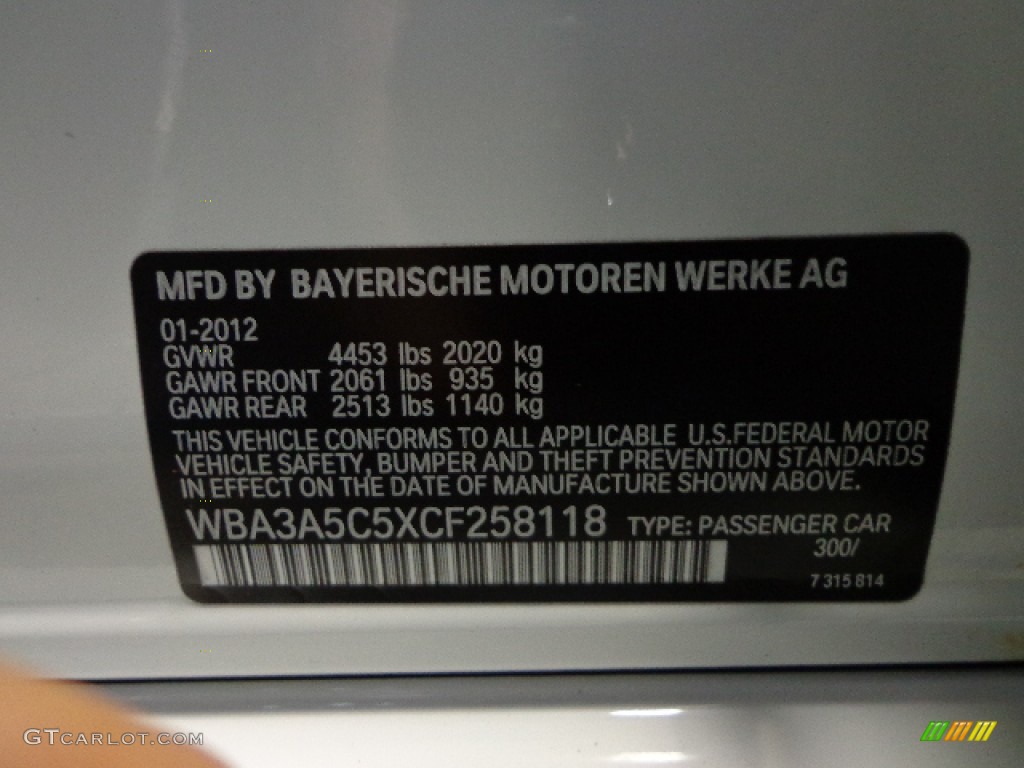 MFD BY BAYERISCHE MOTOREN WERKE AG
01-2012
GVWR 4453 lbs 2020 kg
GAWR FRONT 2061 lbs 935 kg
GAWR REAR 2513 lbs 1140 kg
THIS VEHICLE CONFORMS TO ALL APPLICABLE U.S.FEDERAL MOTOR
VEHICLE SAFETY, BUMPER AND THEFT PREVENTION STANDARDS
IN EFFECT ON THE DATE OF MANUFACTURE SHOWN ABOVE.
WBA3A5C5XCF258118 TYPE: PASSENGER CAR
300/
7 315 814
GTCARLOT.COM